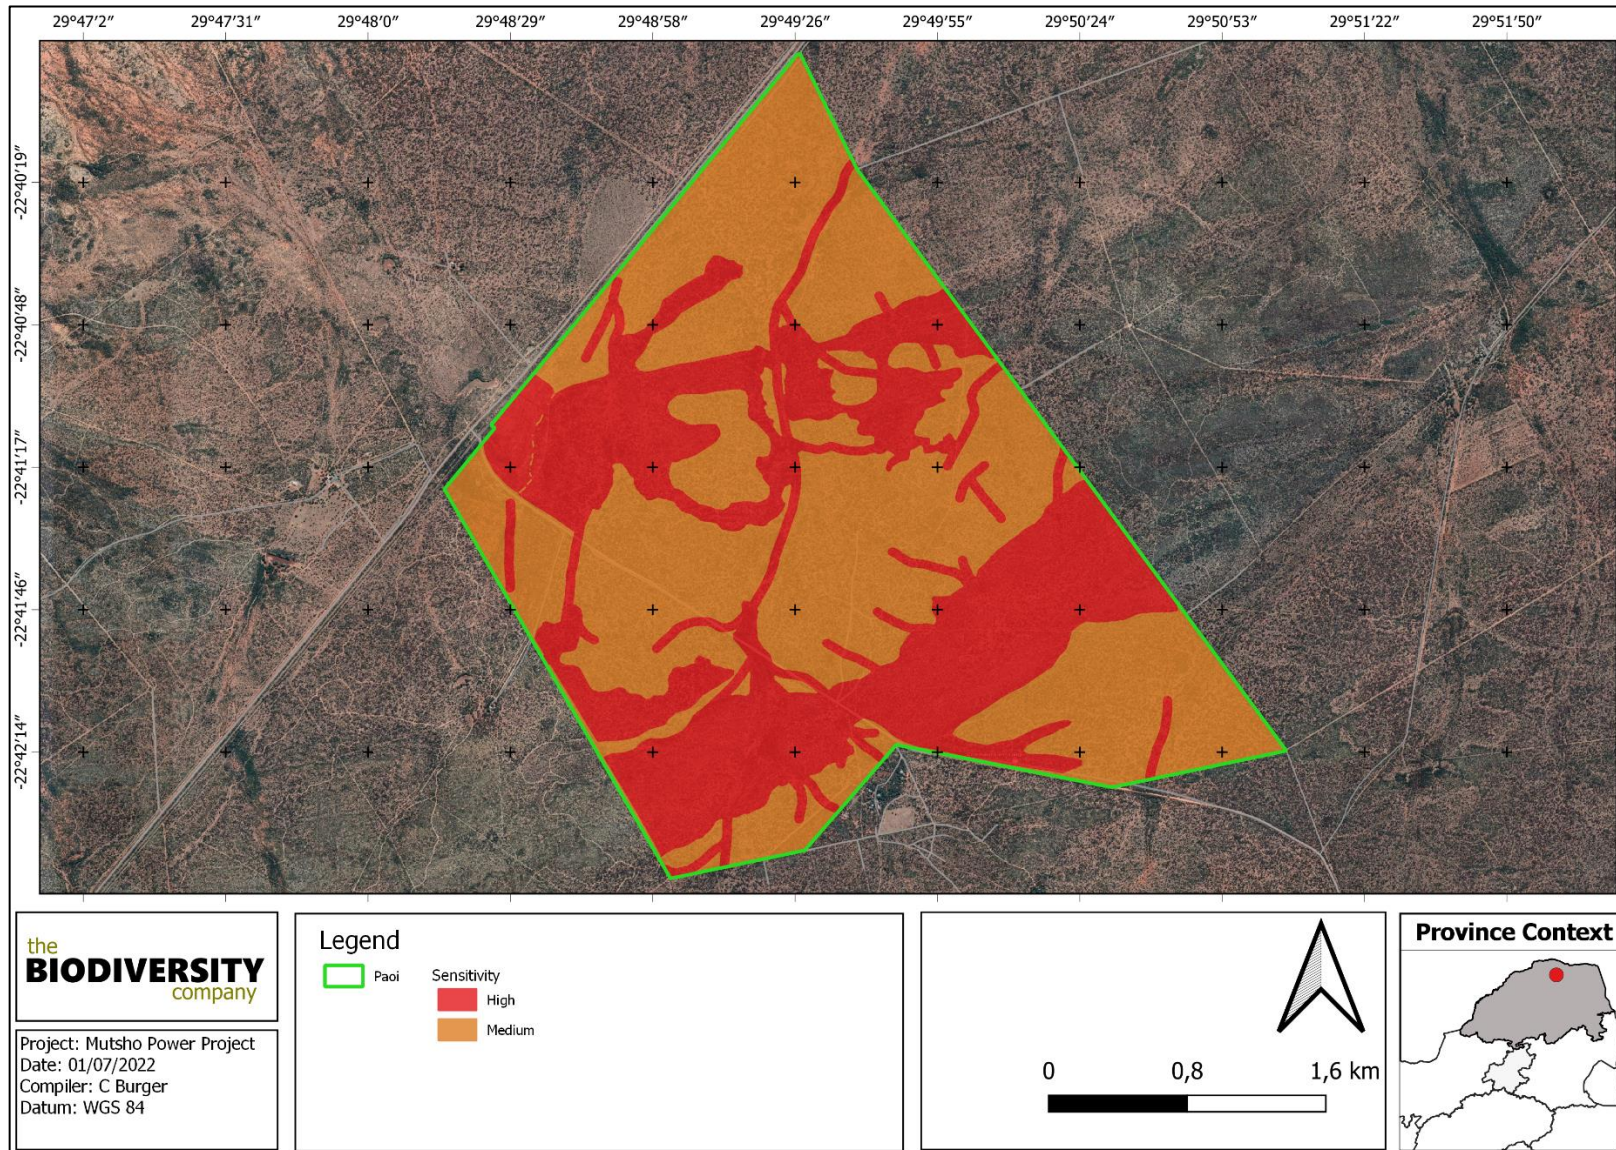 29°47′2″ 29°47′31″ 29°48′0″ 29°48′29″ 29°48′58″ 29°49′26″ 29°49′55″ 29°50′24″ 29°50′53″ 29°51′22″ 29°51′50″
-22°40′19″
-22°40′48″
-22°41′17″
-22°41′46″
-22°42′14″
the
BIODIVERSITY
company
Project: Mutsho Power Project
Date: 01/07/2022
Compiler: C Burger
Datum: WGS 84
Legend
Paoi
Sensitivity
High
Medium
0 0,8 1,6 km
Province Context